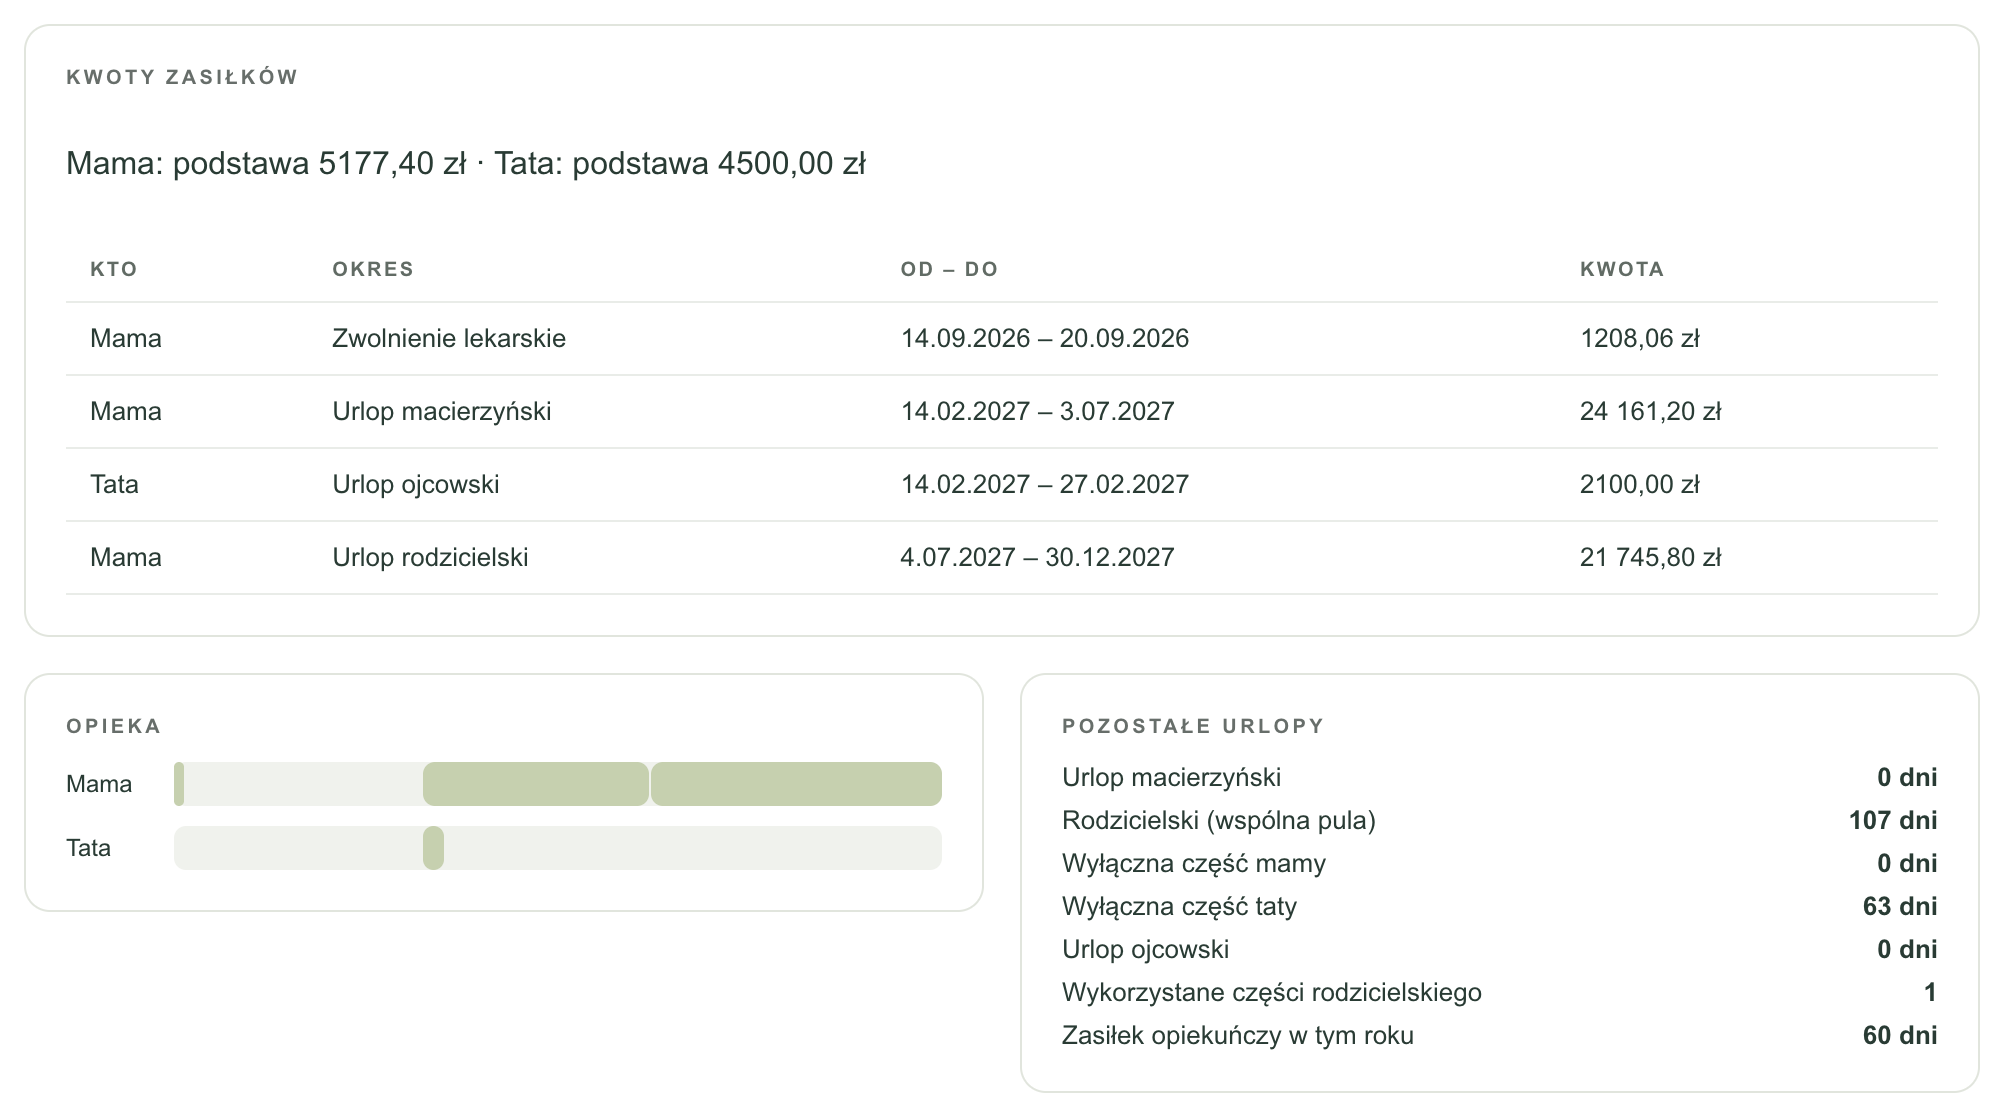 KWOTY ZASIŁKÓW
Mama: podstawa 5177,40 zł · Tata: podstawa 4500,00 zł
KTO OKRES OD – DO KWOTA
Mama Zwolnienie lekarskie 14.09.2026 – 20.09.2026 1208,06 zł
Mama Urlop macierzyński 14.02.2027 – 3.07.2027 24 161,20 zł
Tata Urlop ojcowski 14.02.2027 – 27.02.2027 2100,00 zł
Mama Urlop rodzicielski 4.07.2027 – 30.12.2027 21 745,80 zł
OPIEKA
Mama
Tata
POZOSTAŁE URLOPY
Urlop macierzyński 0 dni
Rodzicielski (wspólna pula) 107 dni
Wyłączna część mamy 0 dni
Wyłączna część taty 63 dni
Urlop ojcowski 0 dni
Wykorzystane części rodzicielskiego 1
Zasiłek opiekuńczy w tym roku 60 dni